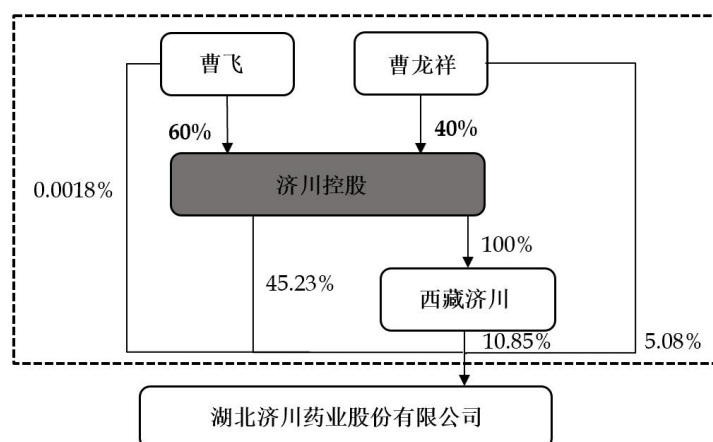 曹飞
曹龙祥
60%
40%
济川控股
0.0018%
100%
45.23%
西藏济川
10.85%
5.08%
湖北济川药业股份有限公司